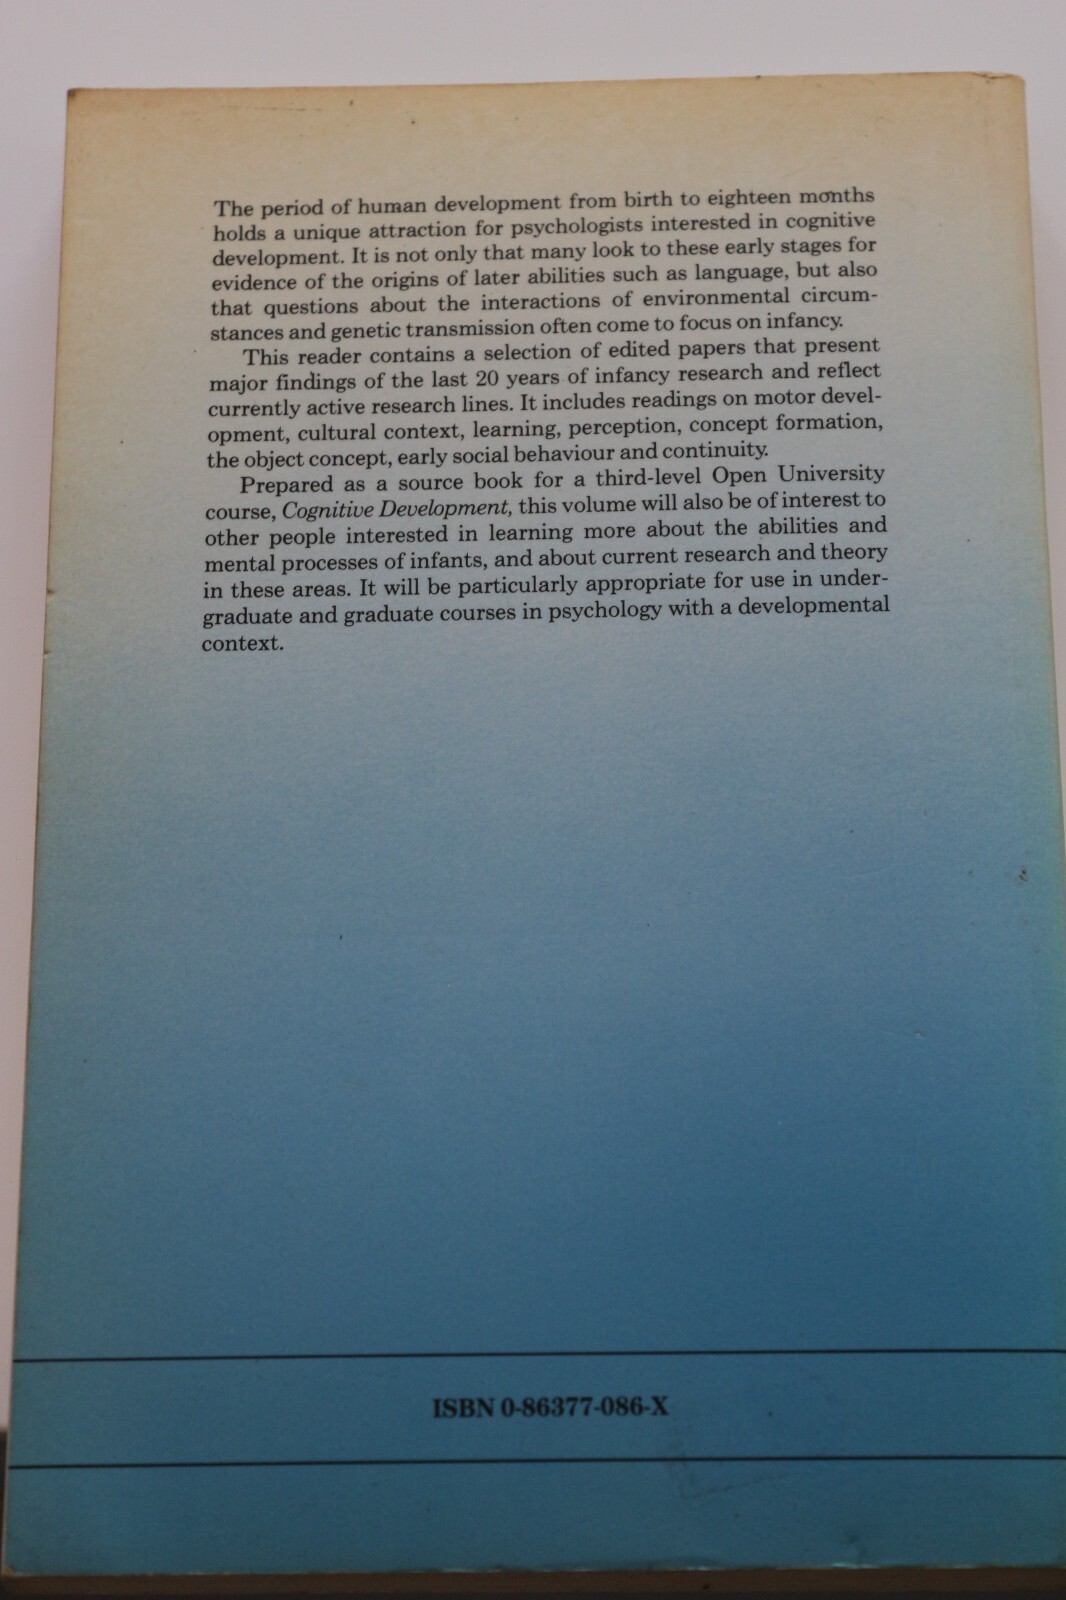 The period of human development from birth to eighteen months
holds a unique attraction for psychologists interested in cognitive
development. It is not only that many look to these early stages for
evidence of the origins of later abilities such as language, but also
that questions about the interactions of environmental circum-
stances and genetic transmission often come to focus on infancy.
This reader contains a selection of edited papers that present
major findings of the last 20 years of infancy research and reflect
currently active research lines. It includes readings on motor devel-
opment, cultural context, learning, perception, concept formation,
the object concept, early social behaviour and continuity.
Prepared as a source book for a third-level Open University
course, Cognitive Development, this volume will also be of interest to
other people interested in learning more about the abilities and
mental processes of infants, and about current research and theory
in these areas. It will be particularly appropriate for use in under-
graduate and graduate courses in psychology with a developmental
context.
ISBN 0-86377-086-X